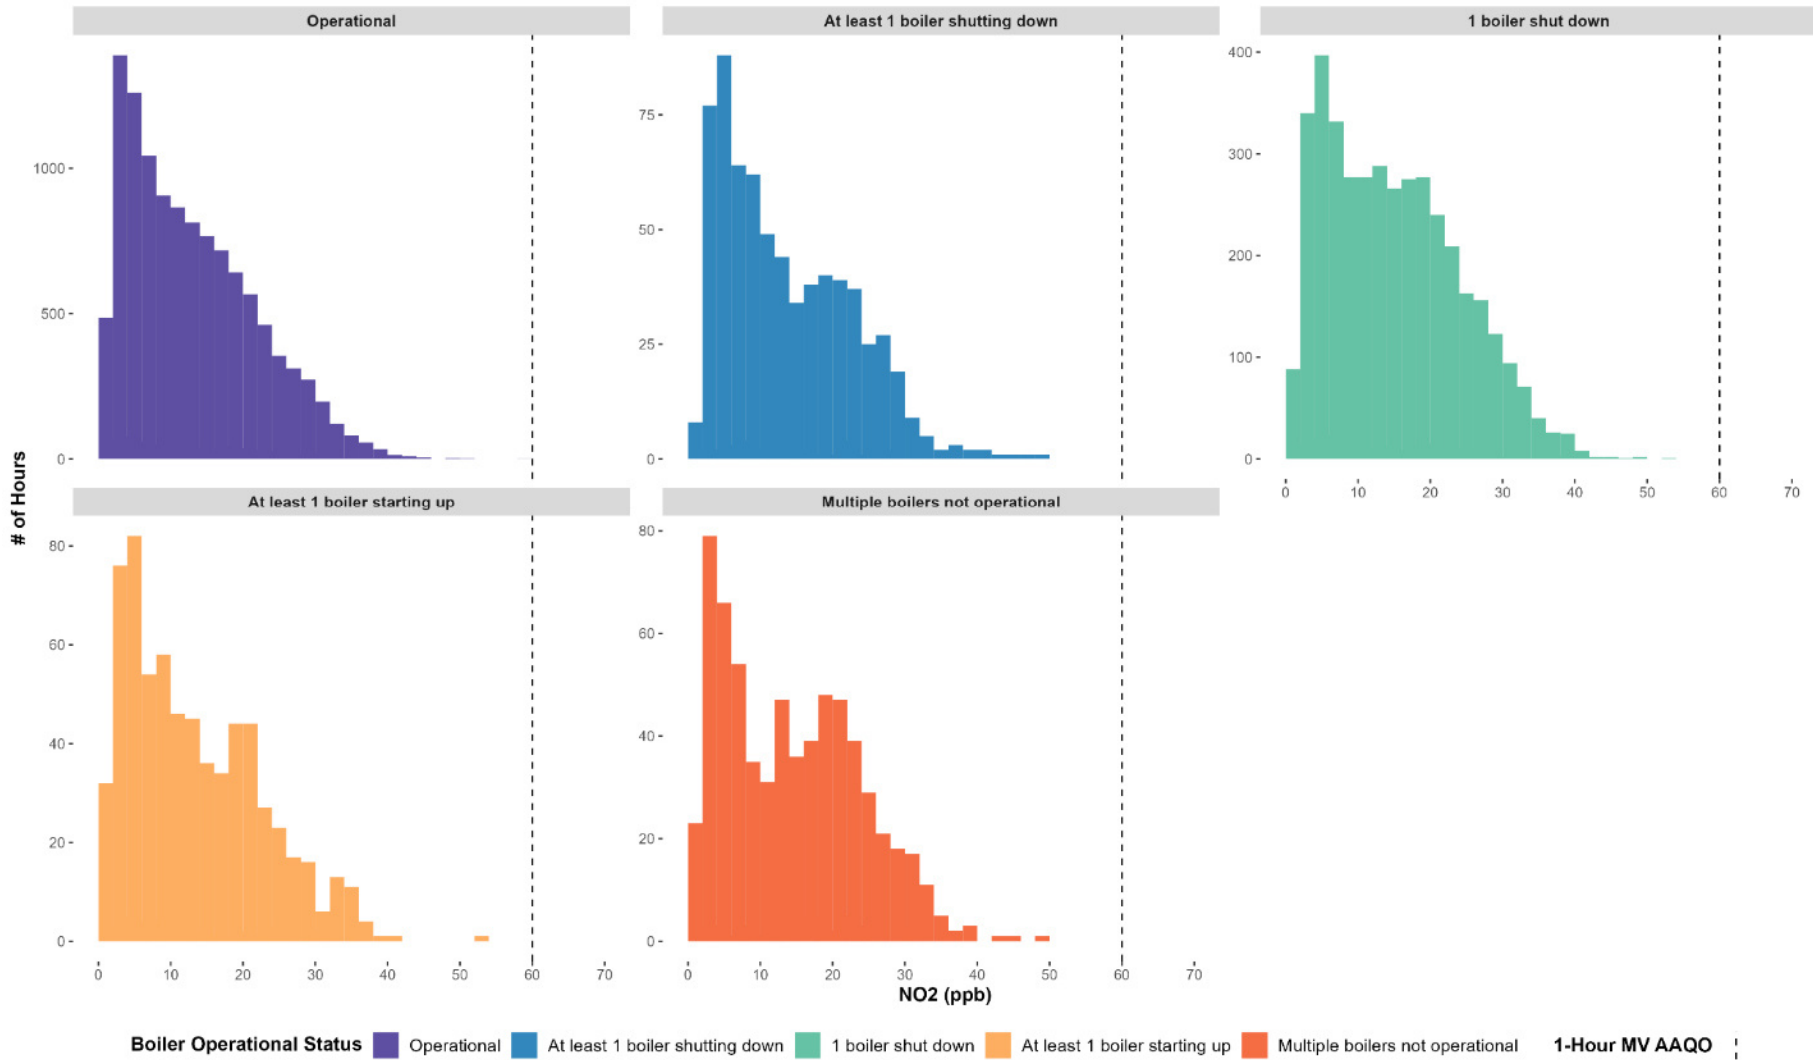 Operational
At least 1 boiler shutting down
1 boiler shut down
1000
500
0
75
50
25
0
400
300
200
100
0
0 10 20 30 40 50 60 70
# of Hours
At least 1 boiler starting up
Multiple boilers not operational
80
60
40
20
0
80
60
40
20
0
0 10 20 30 40 50 60 70
0 10 20 30 40 50 60 70
NO2 (ppb)
Boiler Operational Status Operational At least 1 boiler shutting down 1 boiler shut down At least 1 boiler starting up Multiple boilers not operational 1-Hour MV AAQO